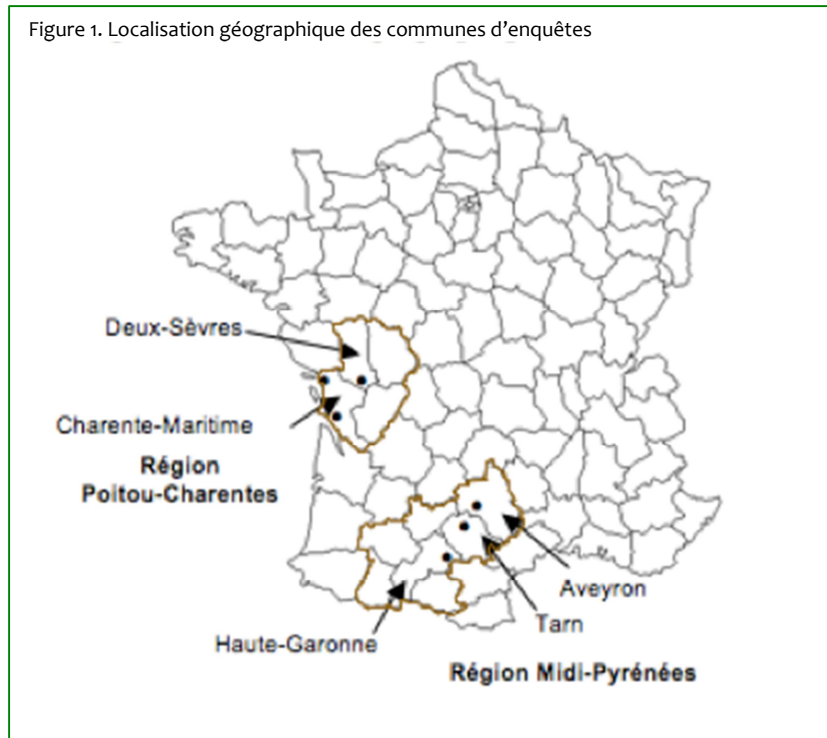 Figure 1. Localisation géographique des communes d'enquêtes
Deux-Sèvres
Charente-Maritime
Région
Poitou-Charentes
Aveyron
Tarn
Haute-Garonne
Région Midi-Pyrénées